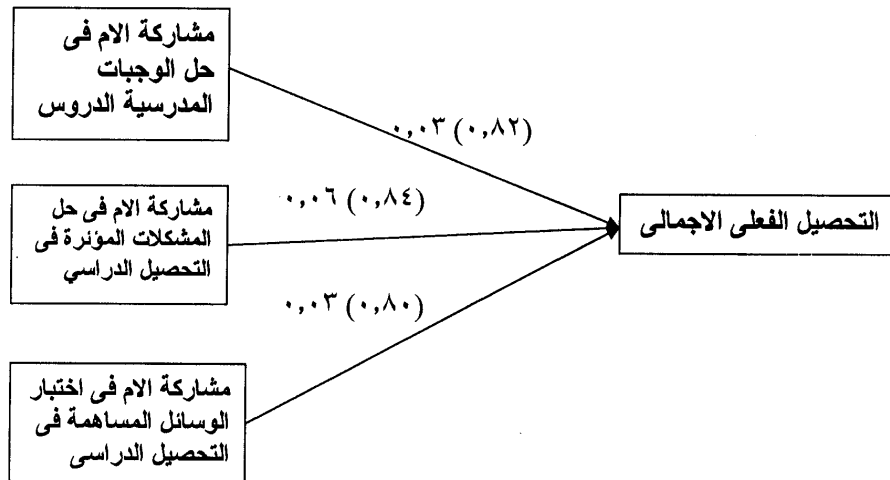 مشاركة الام فى
حل الوجبات
المدرسية الدروس
٠,٠٣ (٠,٨٢)
مشاركة الام فى حل
المشكلات المؤثرة فى
التحصيل الدراسي
٠,٠٦ (٠,٨٤)
التحصيل الفعلى الاجمالى
٠,٠٣ (٠,٨٠)
مشاركة الام فى اختبار
الوسائل المساهمة فى
التحصيل الدراسى